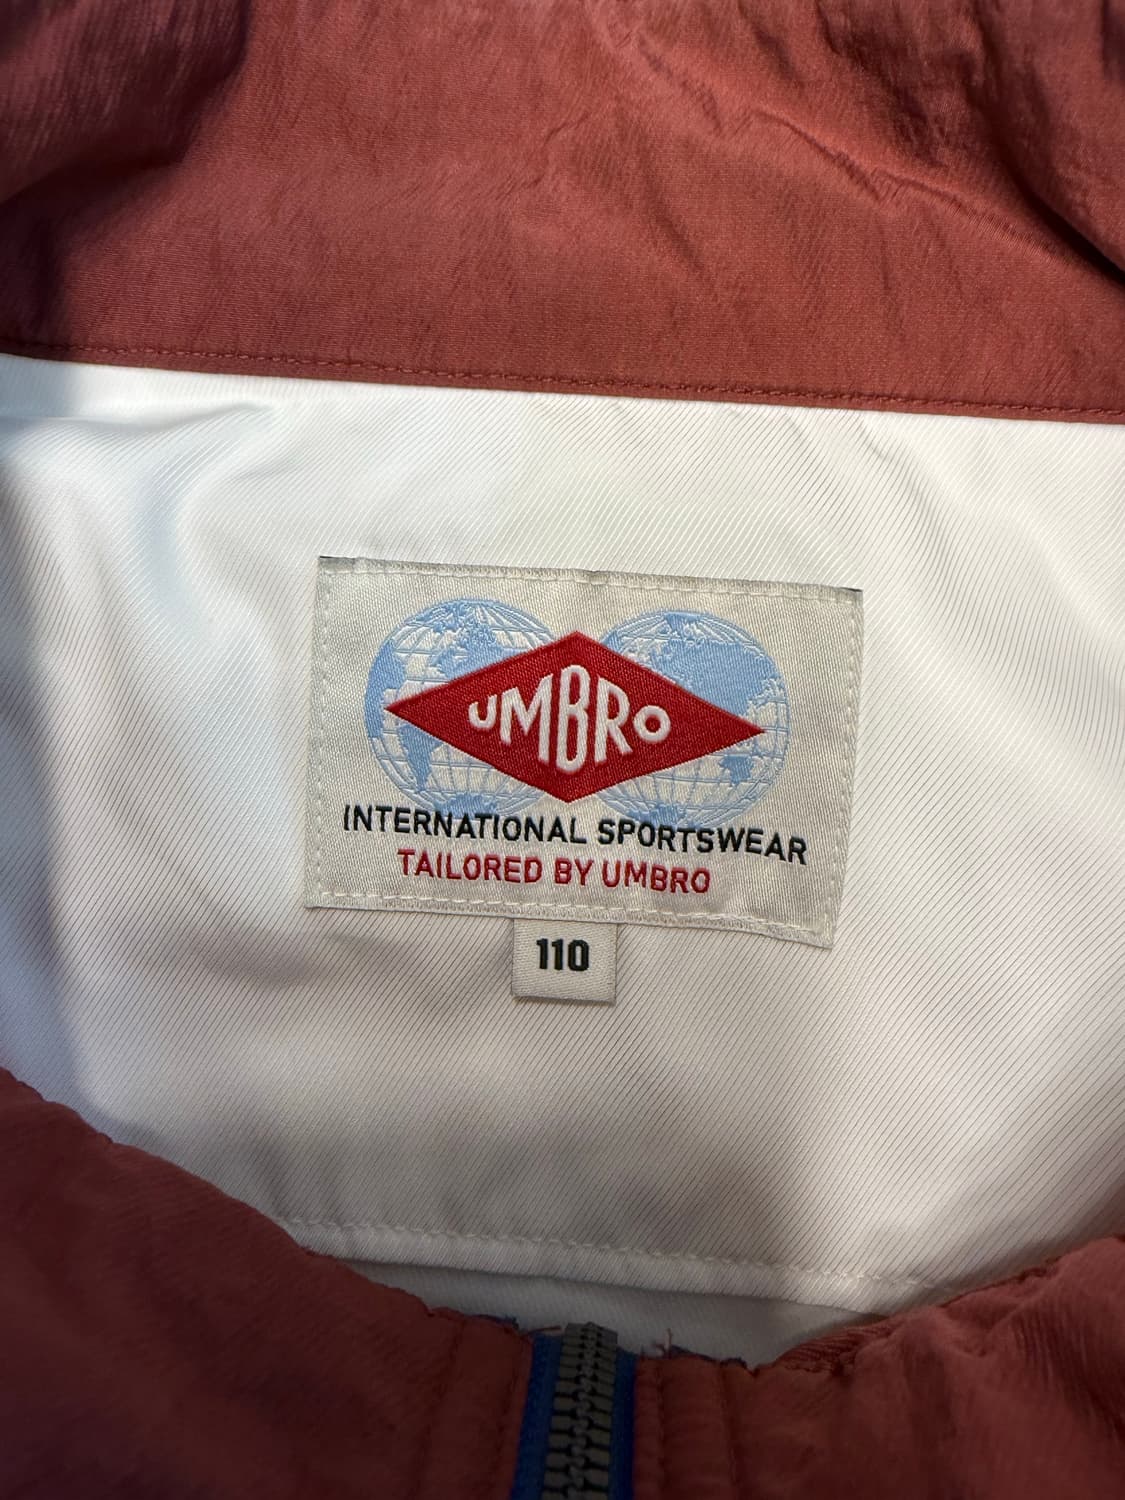 UMBRO
INTERNATIONAL SPORTSWEAR
TAILORED BY UMBRO
110